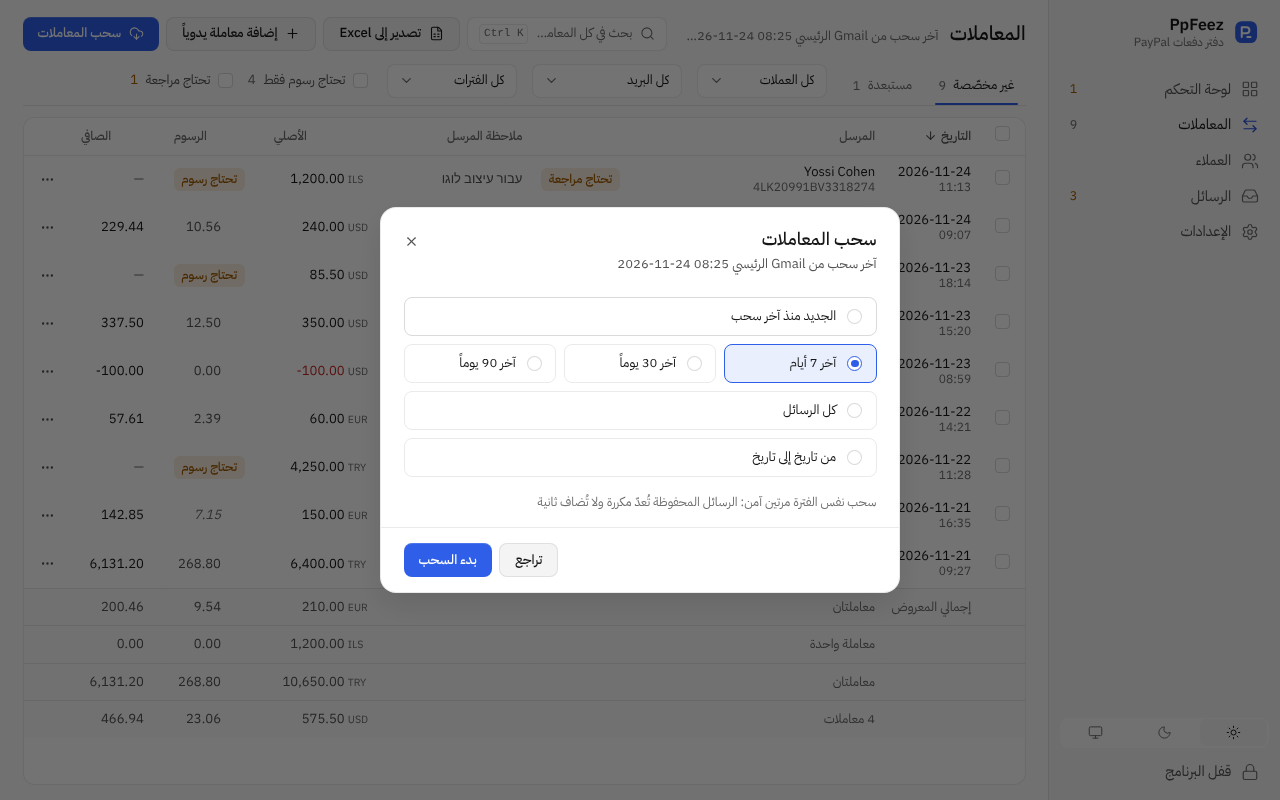 PpFeez
دفتر دفعات PayPal
لوحة التحكم 1
المعاملات 9
العملاء
الرسائل 3
الإعدادات
قفل البرنامج
المعاملات
آخر سحب من Gmail الرئيسي 08:25 24-11-26...
بحث في كل المعام... Ctrl K
تصدير إلى Excel
إضافة معاملة يدوياً
سحب المعاملات
غير مخصّصة 9
مستبعدة 1
كل العملات
كل البريد
كل الفترات
تحتاج رسوم فقط 4
تحتاج مراجعة 1
التاريخ المرسل ملاحظة المرسل الأصلي الرسوم الصافي
2026-11-24 Yossi Cohen تحتاج مراجعة עבור עיצוב לוגו 1,200.00 ILS تحتاج رسوم —
11:13 4LK20991BV3318274
2026-11-24 240.00 USD 10.56 229.44
09:07
2026-11-23 85.50 USD تحتاج رسوم —
18:14
2026-11-23 350.00 USD 12.50 337.50
15:20
2026-11-23 -100.00 USD 0.00 -100.00
08:59
2026-11-22 60.00 EUR 2.39 57.61
14:21
2026-11-22 4,250.00 TRY تحتاج رسوم —
11:28
2026-11-21 150.00 EUR 7.15 142.85
16:35
2026-11-21 6,400.00 TRY 268.80 6,131.20
09:27
إجمالي المعروض معاملتان 210.00 EUR 9.54 200.46
معاملة واحدة 1,200.00 ILS 0.00 0.00
معاملتان 10,650.00 TRY 268.80 6,131.20
4 معاملات 575.50 USD 23.06 466.94
سحب المعاملات
آخر سحب من Gmail الرئيسي 08:25 2026-11-24
الجديد منذ آخر سحب
آخر 7 أيام
آخر 30 يوماً
آخر 90 يوماً
كل الرسائل
من تاريخ إلى تاريخ
سحب نفس الفترة مرتين آمن: الرسائل المحفوظة تُعدّ مكررة ولا تُضاف ثانية
تراجع
بدء السحب